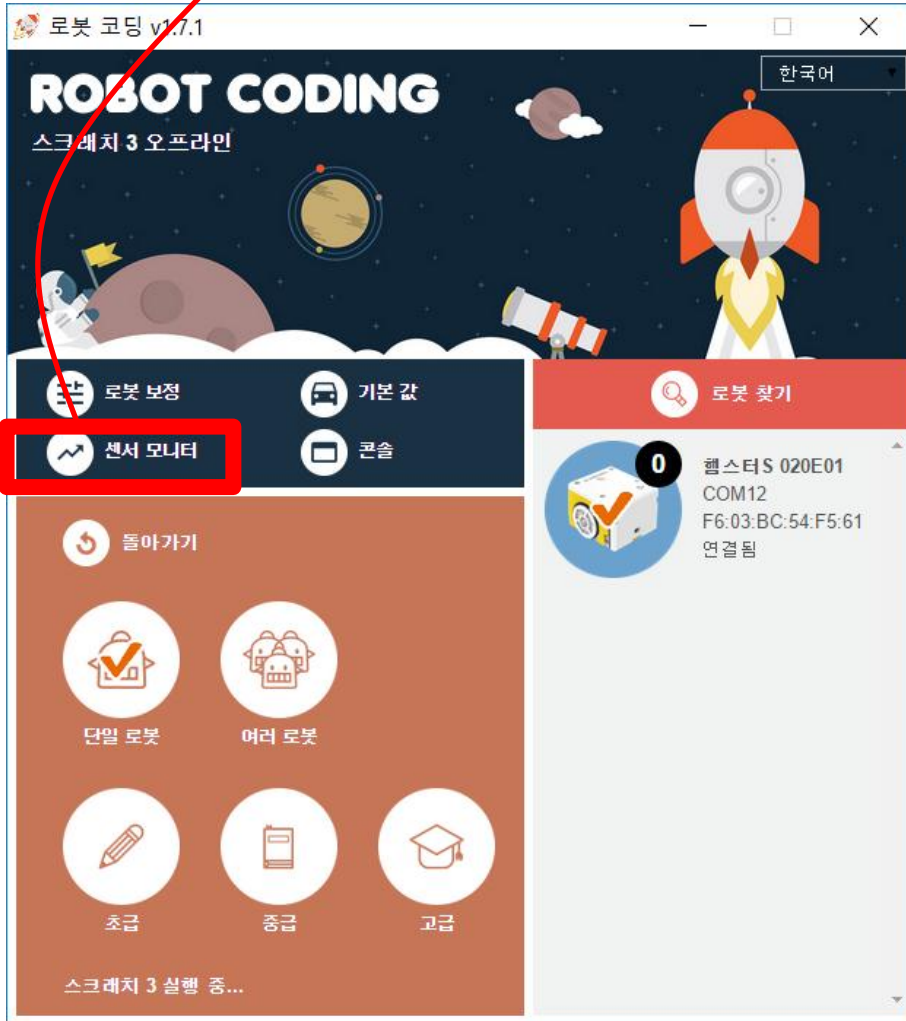 로봇 코딩 v1.7.1
한국어
ROBOT CODING
스크래치 3 오프라인
로봇 보정
기본 값
센서 모니터
콘솔
로봇 찾기
0
햄스터S 020E01
COM12
F6:03:BC:54:F5:61
연결됨
돌아가기
단일 로봇
여러 로봇
초급
중급
고급
스크래치 3 실행 중...